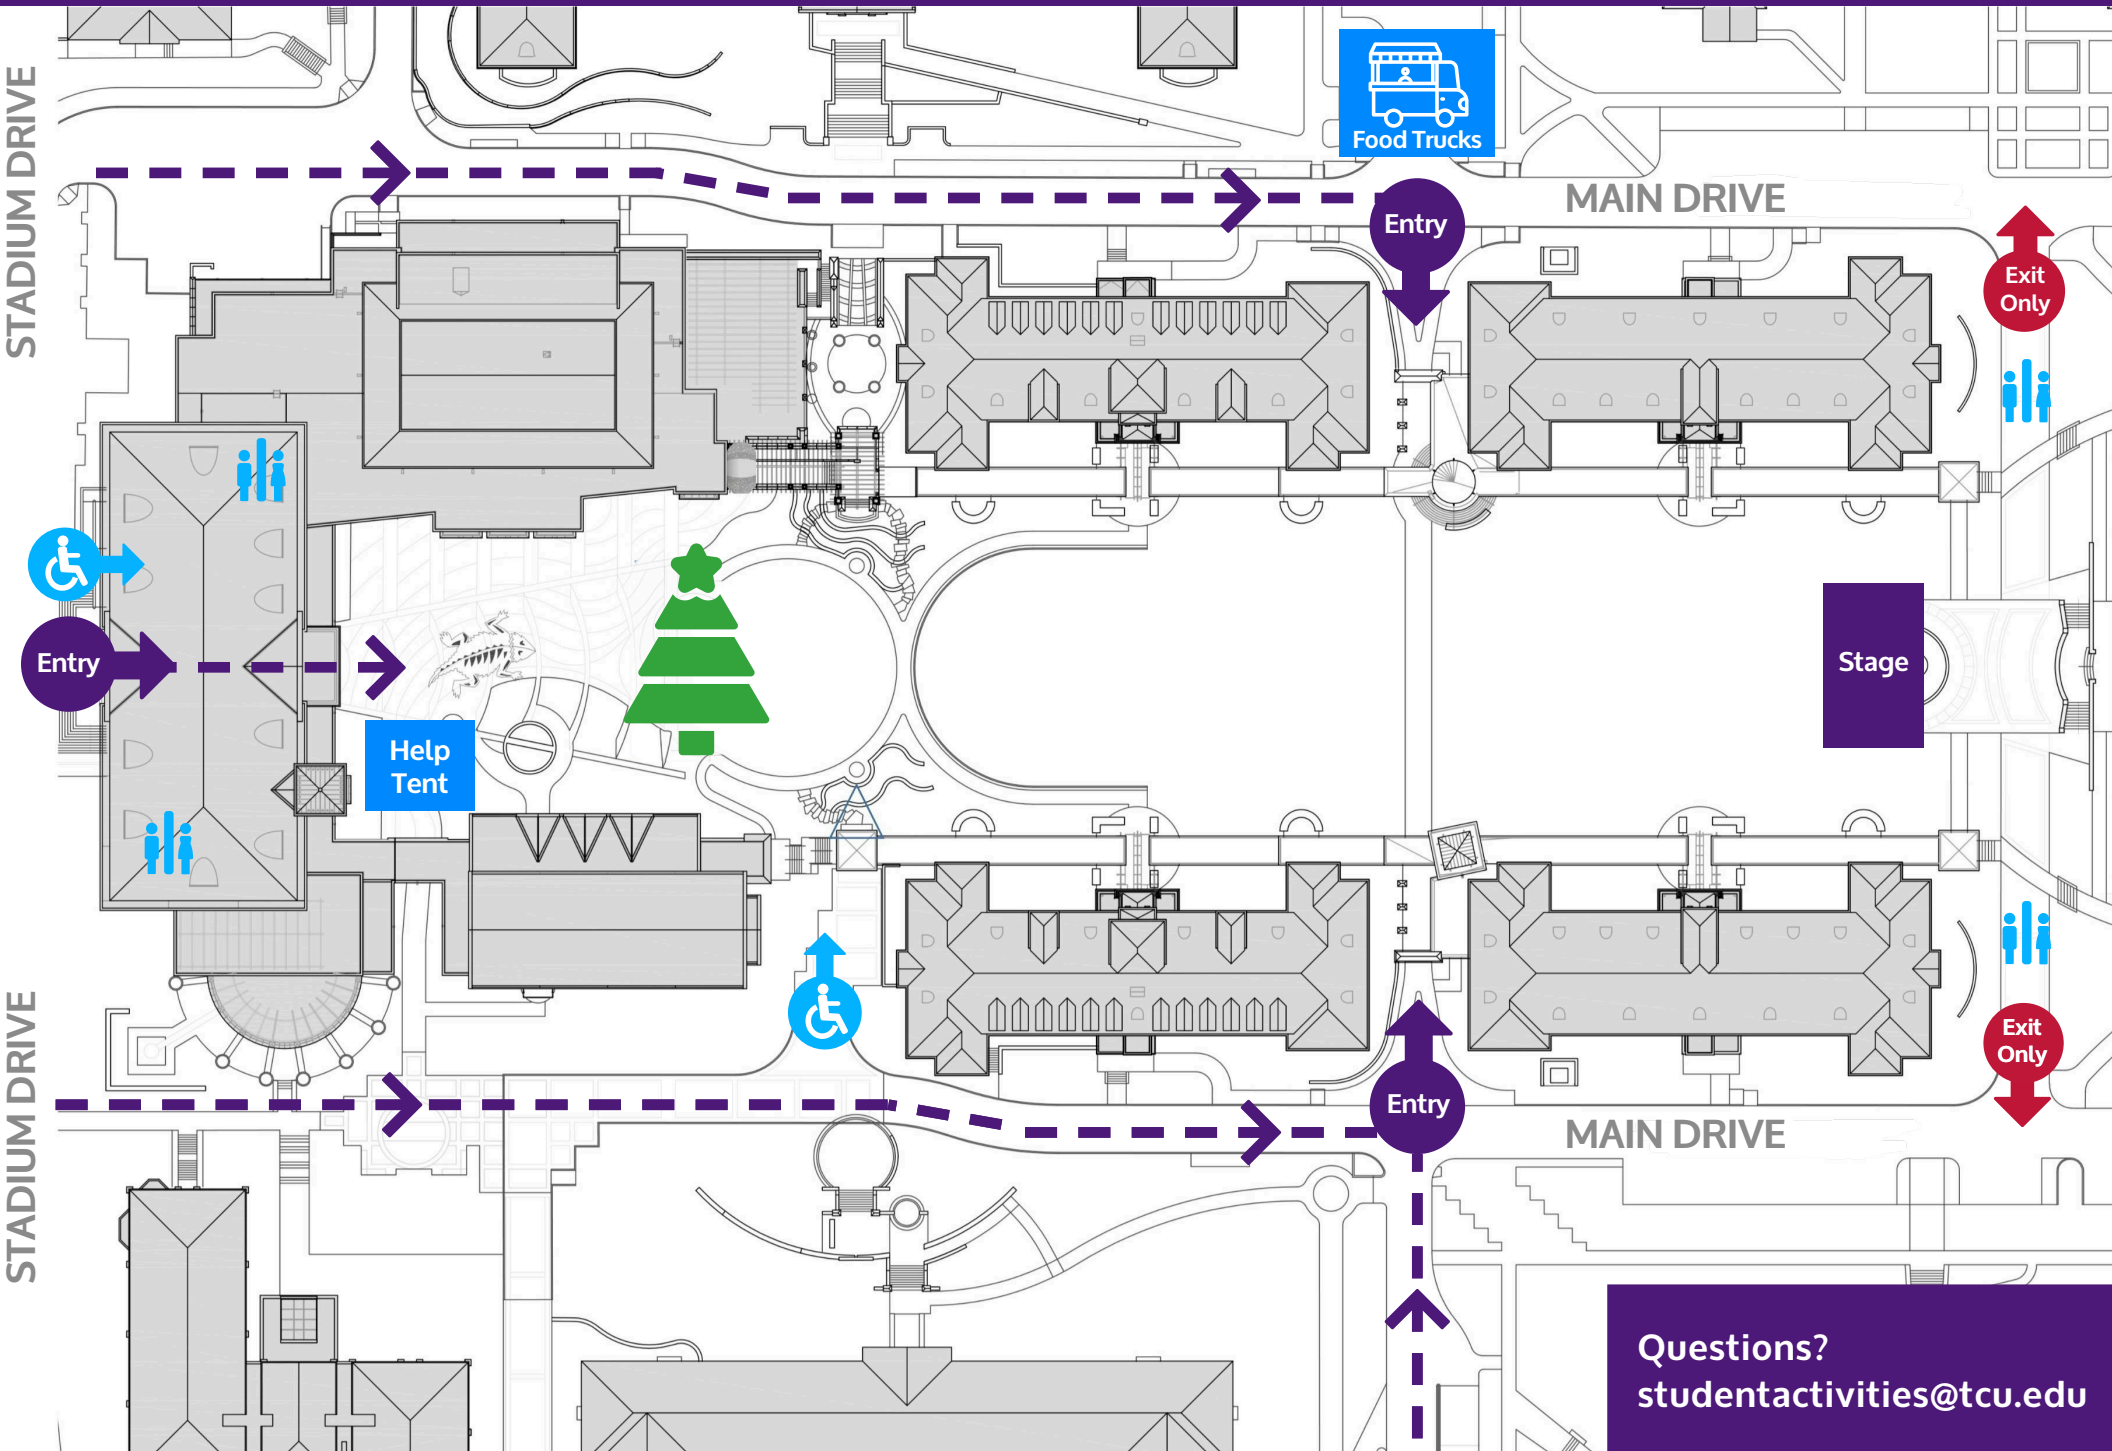 STADIUM DRIVE
Food Trucks
MAIN DRIVE
Entry
Exit
Only
Entry
Stage
Help
Tent
STADIUM DRIVE
Exit
Only
Entry
MAIN DRIVE
Questions?
studentactivities@tcu.edu